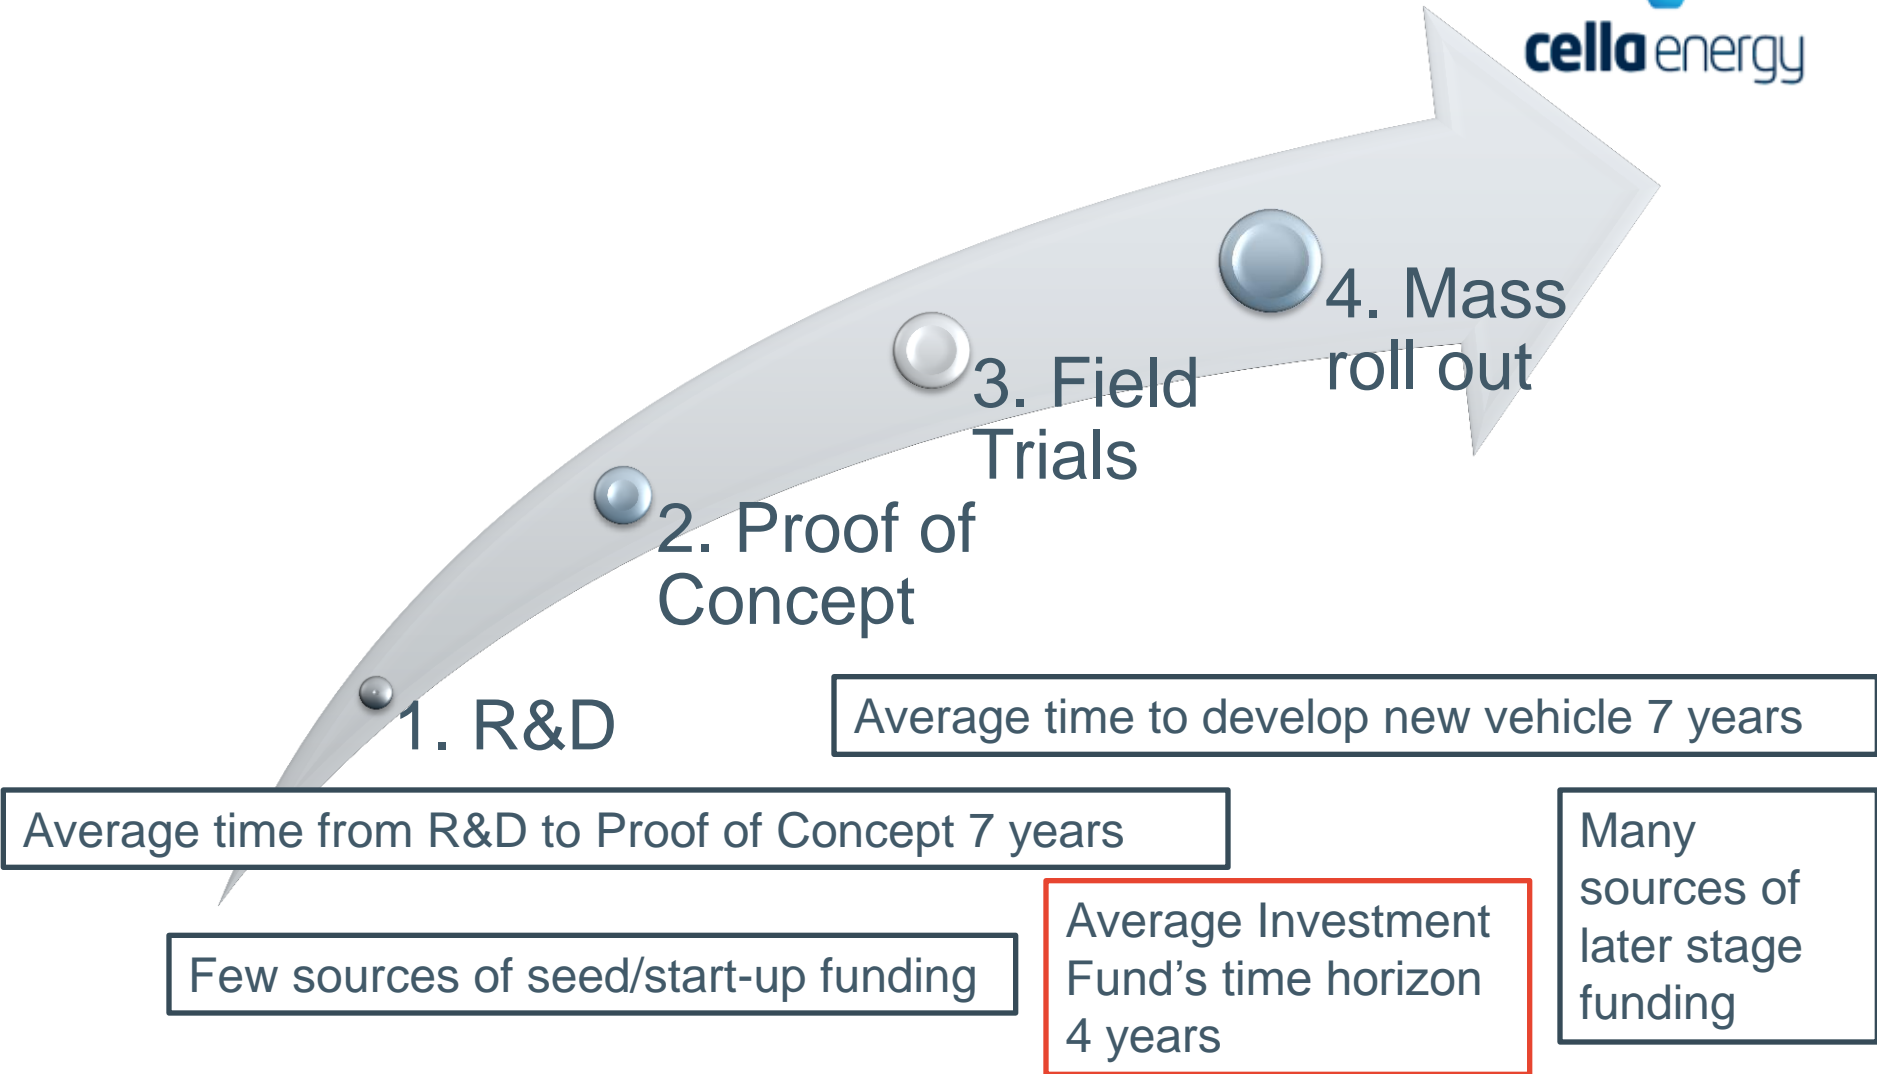 cella energy
4. Mass
roll out
3. Field
Trials
2. Proof of
Concept
1. R&D
Average time to develop new vehicle 7 years
Average time from R&D to Proof of Concept 7 years
Many
sources of
later stage
funding
Average Investment
Fund’s time horizon
4 years
Few sources of seed/start-up funding